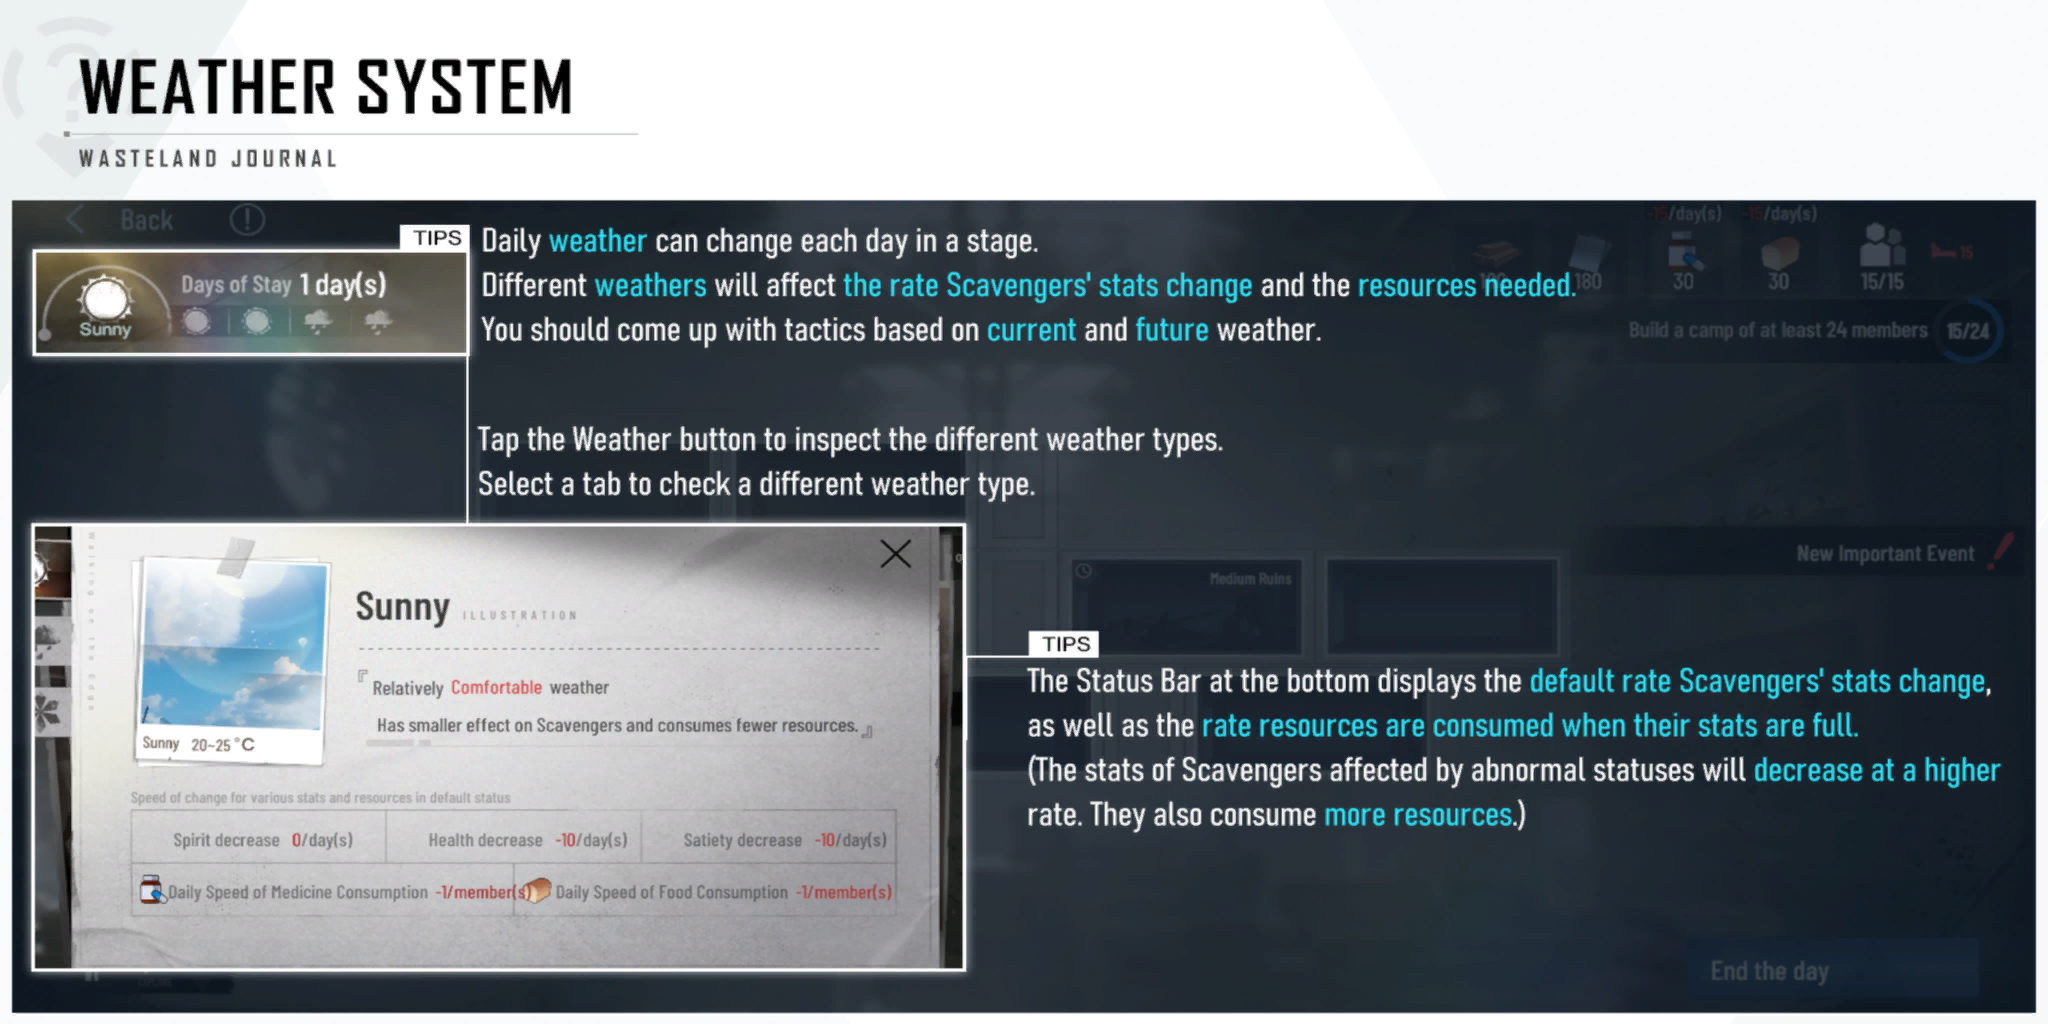 WEATHER SYSTEM
WASTELAND JOURNAL
Back
TIPS
Days of Stay 1 day(s)
Sunny
Daily weather can change each day in a stage.
Different weathers will affect the rate Scavengers' stats change and the resources needed.
You should come up with tactics based on current and future weather.
-15/day(s)
-15/day(s)
180
30
30
15/15
15
Build a camp of at least 24 members
15/24
Tap the Weather button to inspect the different weather types.
Select a tab to check a different weather type.
New Important Event
Medium Ruins
Sunny ILLUSTRATION
Relatively Comfortable weather
Has smaller effect on Scavengers and consumes fewer resources.
Sunny 20~25°C
Speed of change for various stats and resources in default status
Spirit decrease 0/day(s)
Health decrease -10/day(s)
Satiety decrease -10/day(s)
Daily Speed of Medicine Consumption -1/member(s)
Daily Speed of Food Consumption -1/member(s)
TIPS
The Status Bar at the bottom displays the default rate Scavengers' stats change,
as well as the rate resources are consumed when their stats are full.
(The stats of Scavengers affected by abnormal statuses will decrease at a higher
rate. They also consume more resources.)
End the day